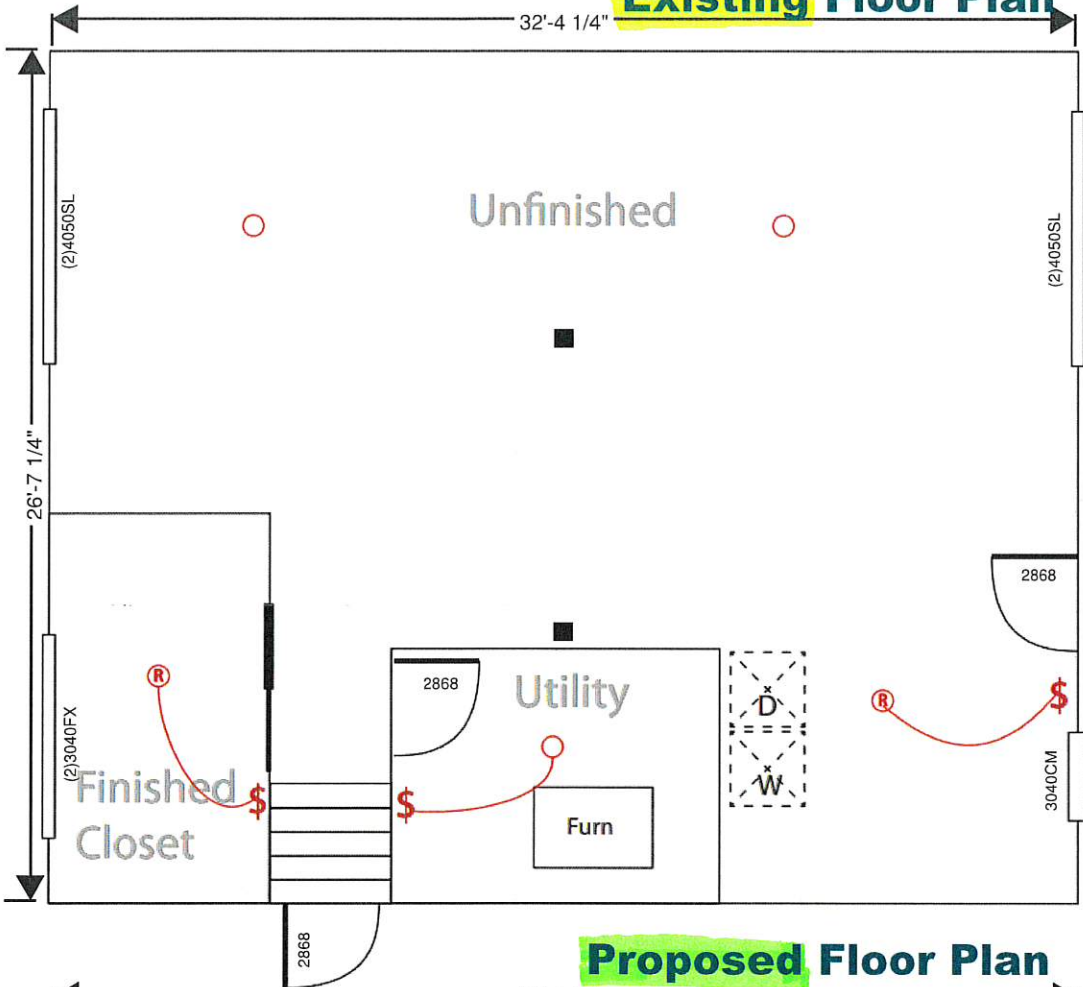 Existing Floor Plan
32'-4 1/4"
(2)4050SL
Unfinished
(2)4050SL
26'-7 1/4"
2868
2868
Utility
R
D
R
$
(2)3040FX
Finished
Closet
$
$
W
3040CM
Furn
2868
Proposed Floor Plan